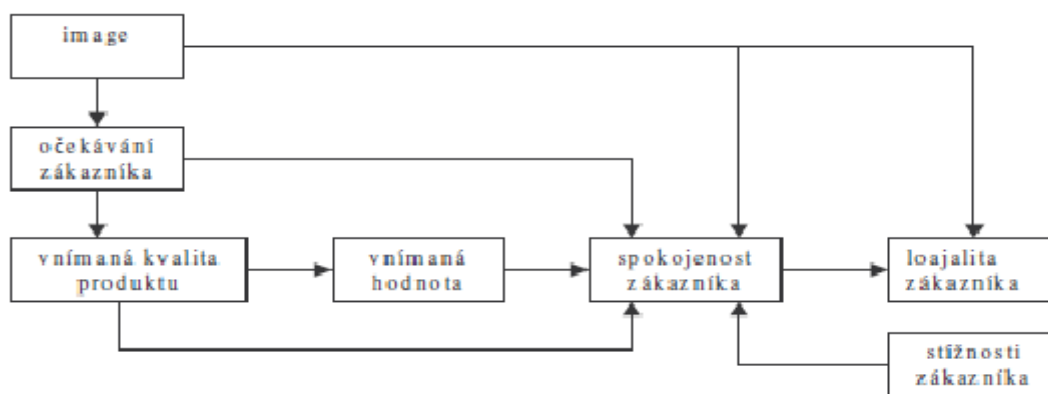 image
očekávání
zákazníka
vnímaná kvalita
produktu
vnímaná
hodnota
spokojenost
zákazníka
loajalita
zákazníka
stížnosti
zákazníka